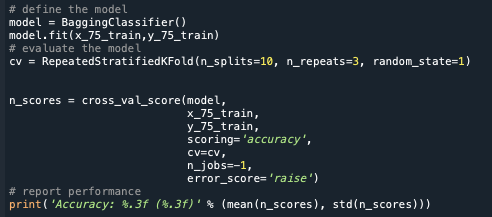 # define the model
model = BaggingClassifier()
model.fit(x_75_train,y_75_train)
# evaluate the model
cv = RepeatedStratifiedKFold(n_splits=10, n_repeats=3, random_state=1)
n_scores = cross_val_score(model,
x_75_train,
y_75_train,
scoring='accuracy',
cv=cv,
n_jobs=-1,
error_score='raise')
# report performance
print('Accuracy: %.3f (%.3f)' % (mean(n_scores), std(n_scores)))